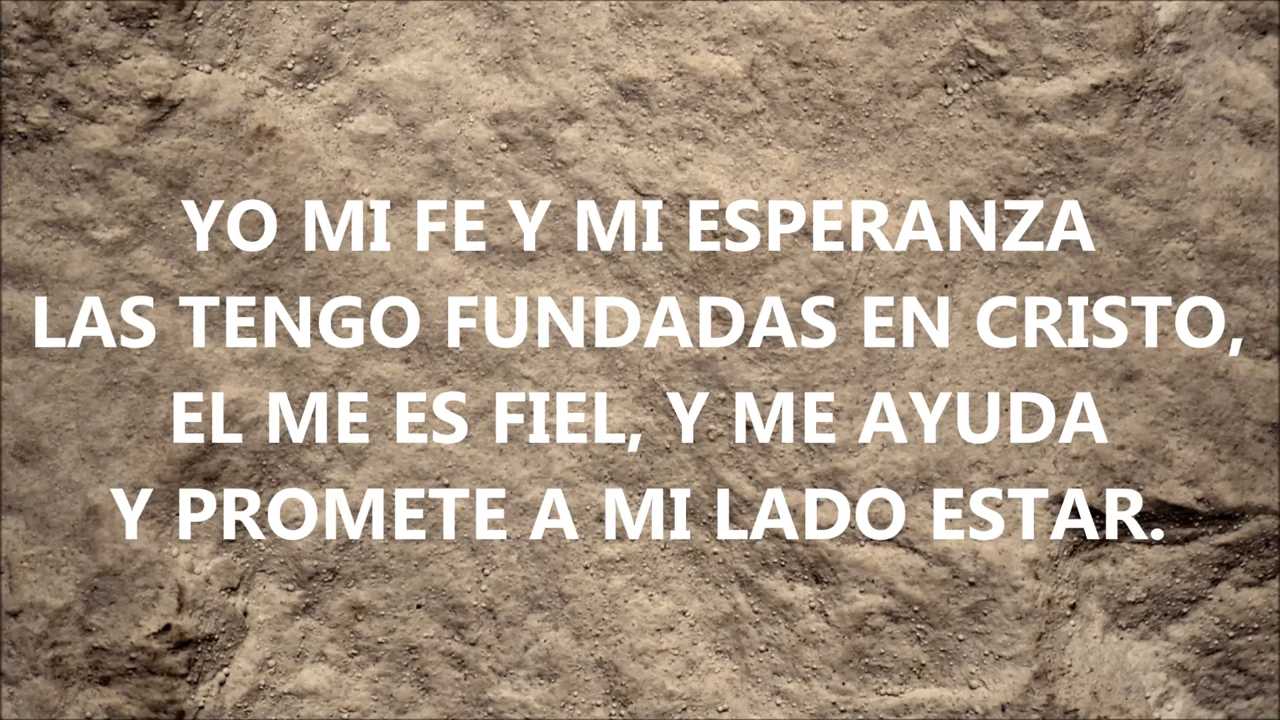 YO MI FE Y MI ESPERANZA
LAS TENGO FUNDADAS EN CRISTO,
EL ME ES FIEL, Y ME AYUDA
Y PROMETE A MI LADO ESTAR.